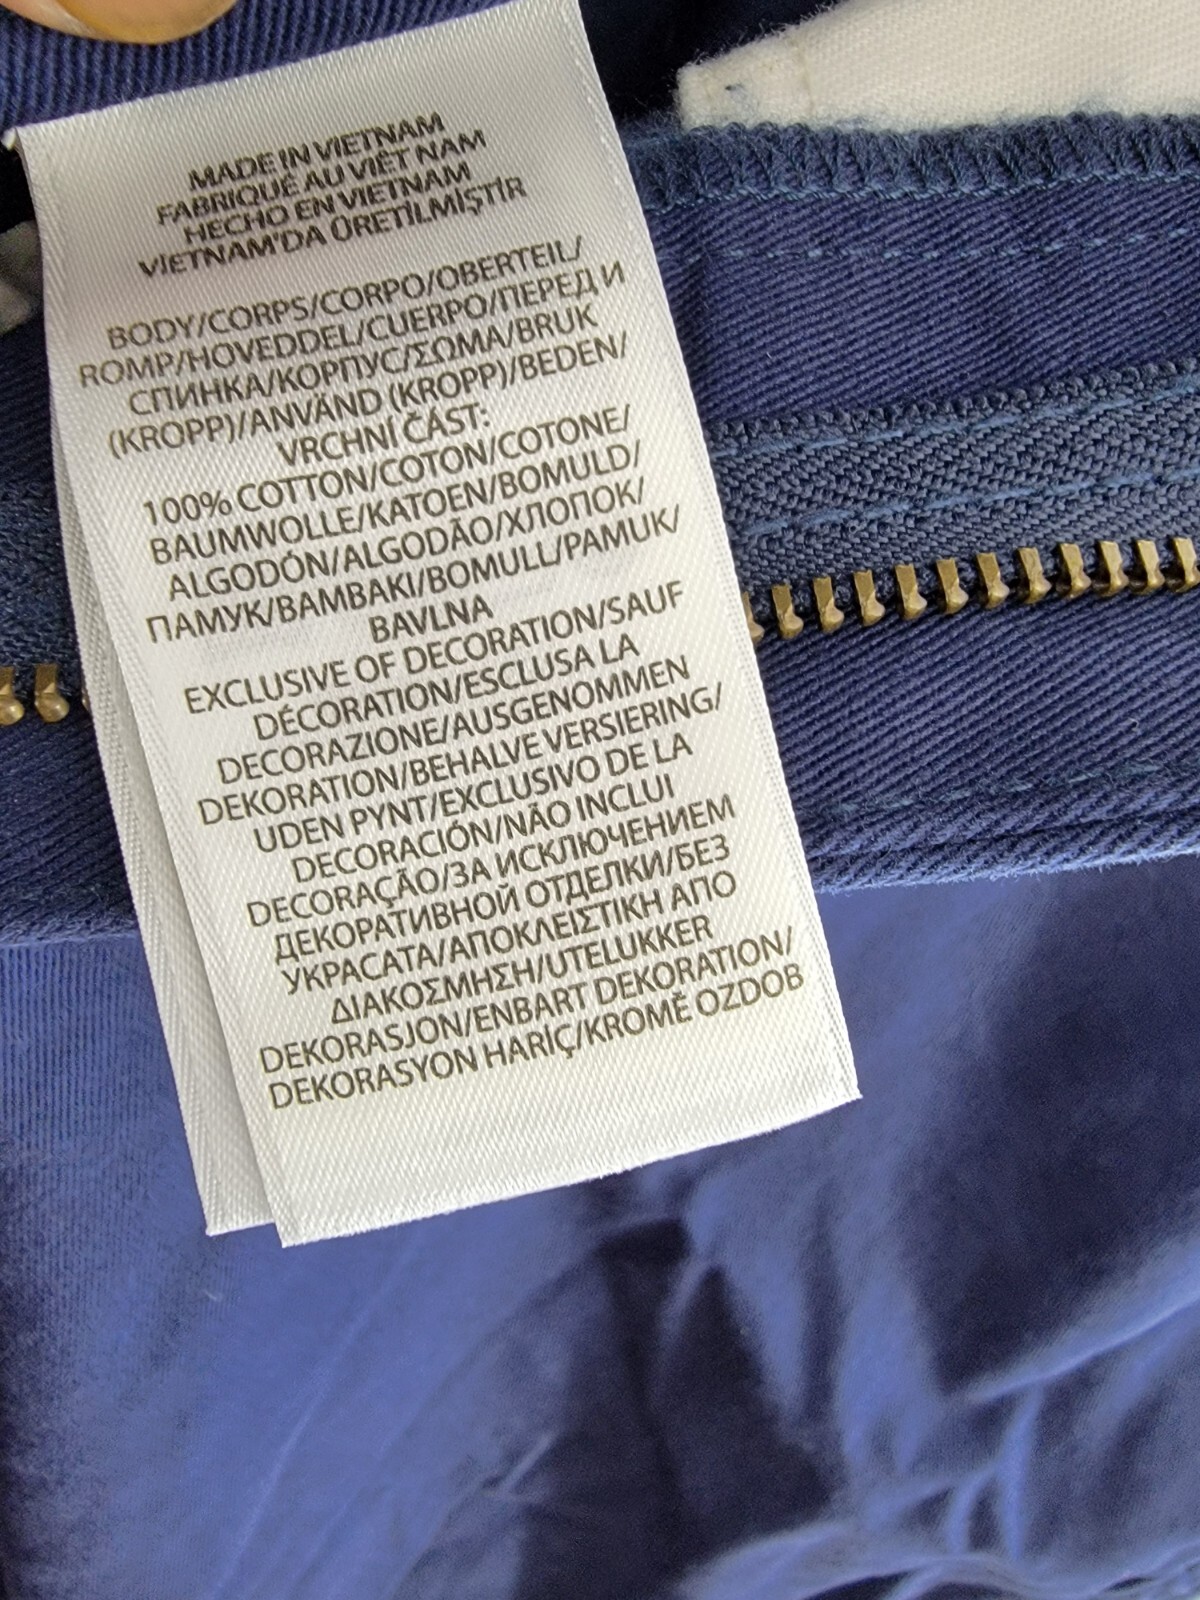 MADE IN VIETNAM
FABRIQUÉ AU VIÊT NAM
HECHO EN VIETNAM
VIETNAM'DA ÜRETİLMİŞTİR
BODY/CORPS/CORPO/OBERTEIL/
ROMP/HOVEDDEL/CUERPO/ПЕРЕД И
СПИНКА/КОРПУС/ΣΩΜΑ/BRUK
(KROPP)/ANVÄND (KROPP)/BEDEN/
VRCHNÍ ČÁST:
100% COTTON/COTON/COTONE/
BAUMWOLLE/KATOEN/BOMULD/
ALGODÓN/ALGODÃO/ХЛОПОК/
ПАМУК/ΒΑΜΒΑΚΙ/BOMULL/PAMUK/
BAVLNA
EXCLUSIVE OF DECORATION/SAUF
DÉCORATION/ESCLUSA LA
DECORAZIONE/AUSGENOMMEN
DEKORATION/BEHALVE VERSIERING/
UDEN PYNT/EXCLUSIVO DE LA
DECORACIÓN/NÃO INCLUI
DECORAÇÃO/ЗА ИСКЛЮЧЕНИЕМ
ДЕКОРАТИВНОЙ ОТДЕЛКИ/БЕЗ
УКРАСАТА/ΑΠΟΚΛΕΙΣΤΙΚΗ ΑΠΟ
ΔΙΑΚΟΣΜΗΣΗ/UTELUKKER
DEKORASJON/ENBART DEKORATION/
DEKORASYON HARİÇ/KROMĚ OZDOB